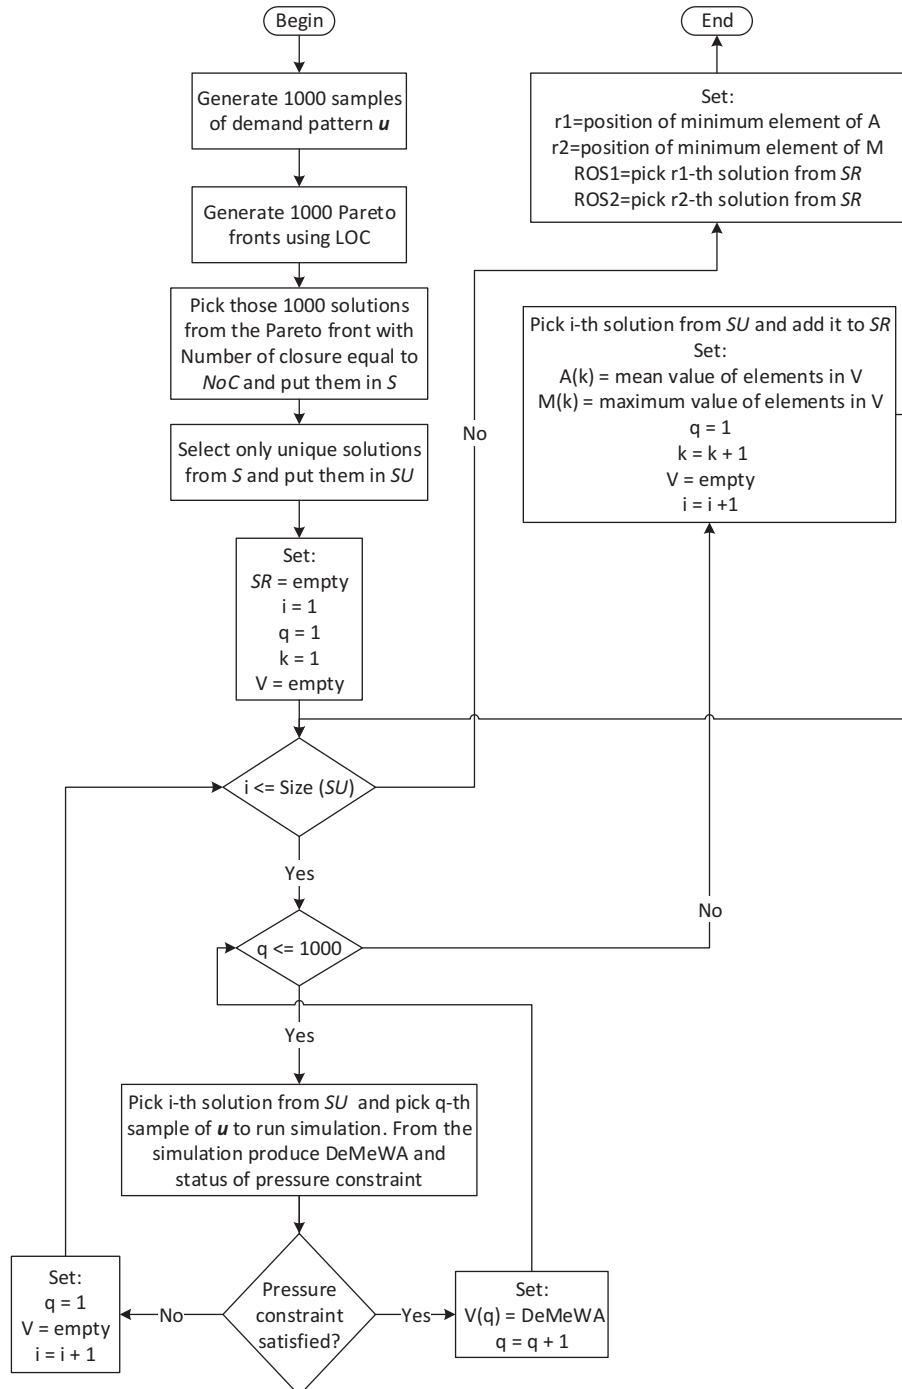 Begin
Generate 1000 samples
of demand pattern u
Generate 1000 Pareto
fronts using LOC
Pick those 1000 solutions
from the Pareto front with
Number of closure equal to
NoC and put them in S
Select only unique solutions
from S and put them in SU
Set:
SR = empty
i = 1
q = 1
k = 1
V = empty
i <= Size (SU)
Yes
No
q <= 1000
Yes
No
Pick i-th solution from SU and pick q-th
sample of u to run simulation. From the
simulation produce DeMeWA and
status of pressure constraint
Pressure
constraint
satisfied?
No
Yes
Set:
q = 1
V = empty
i = i + 1
Set:
V(q) = DeMeWA
q = q + 1
Pick i-th solution from SU and add it to SR
Set:
A(k) = mean value of elements in V
M(k) = maximum value of elements in V
q = 1
k = k + 1
V = empty
i = i +1
Set:
r1=position of minimum element of A
r2=position of minimum element of M
ROS1=pick r1-th solution from SR
ROS2=pick r2-th solution from SR
End